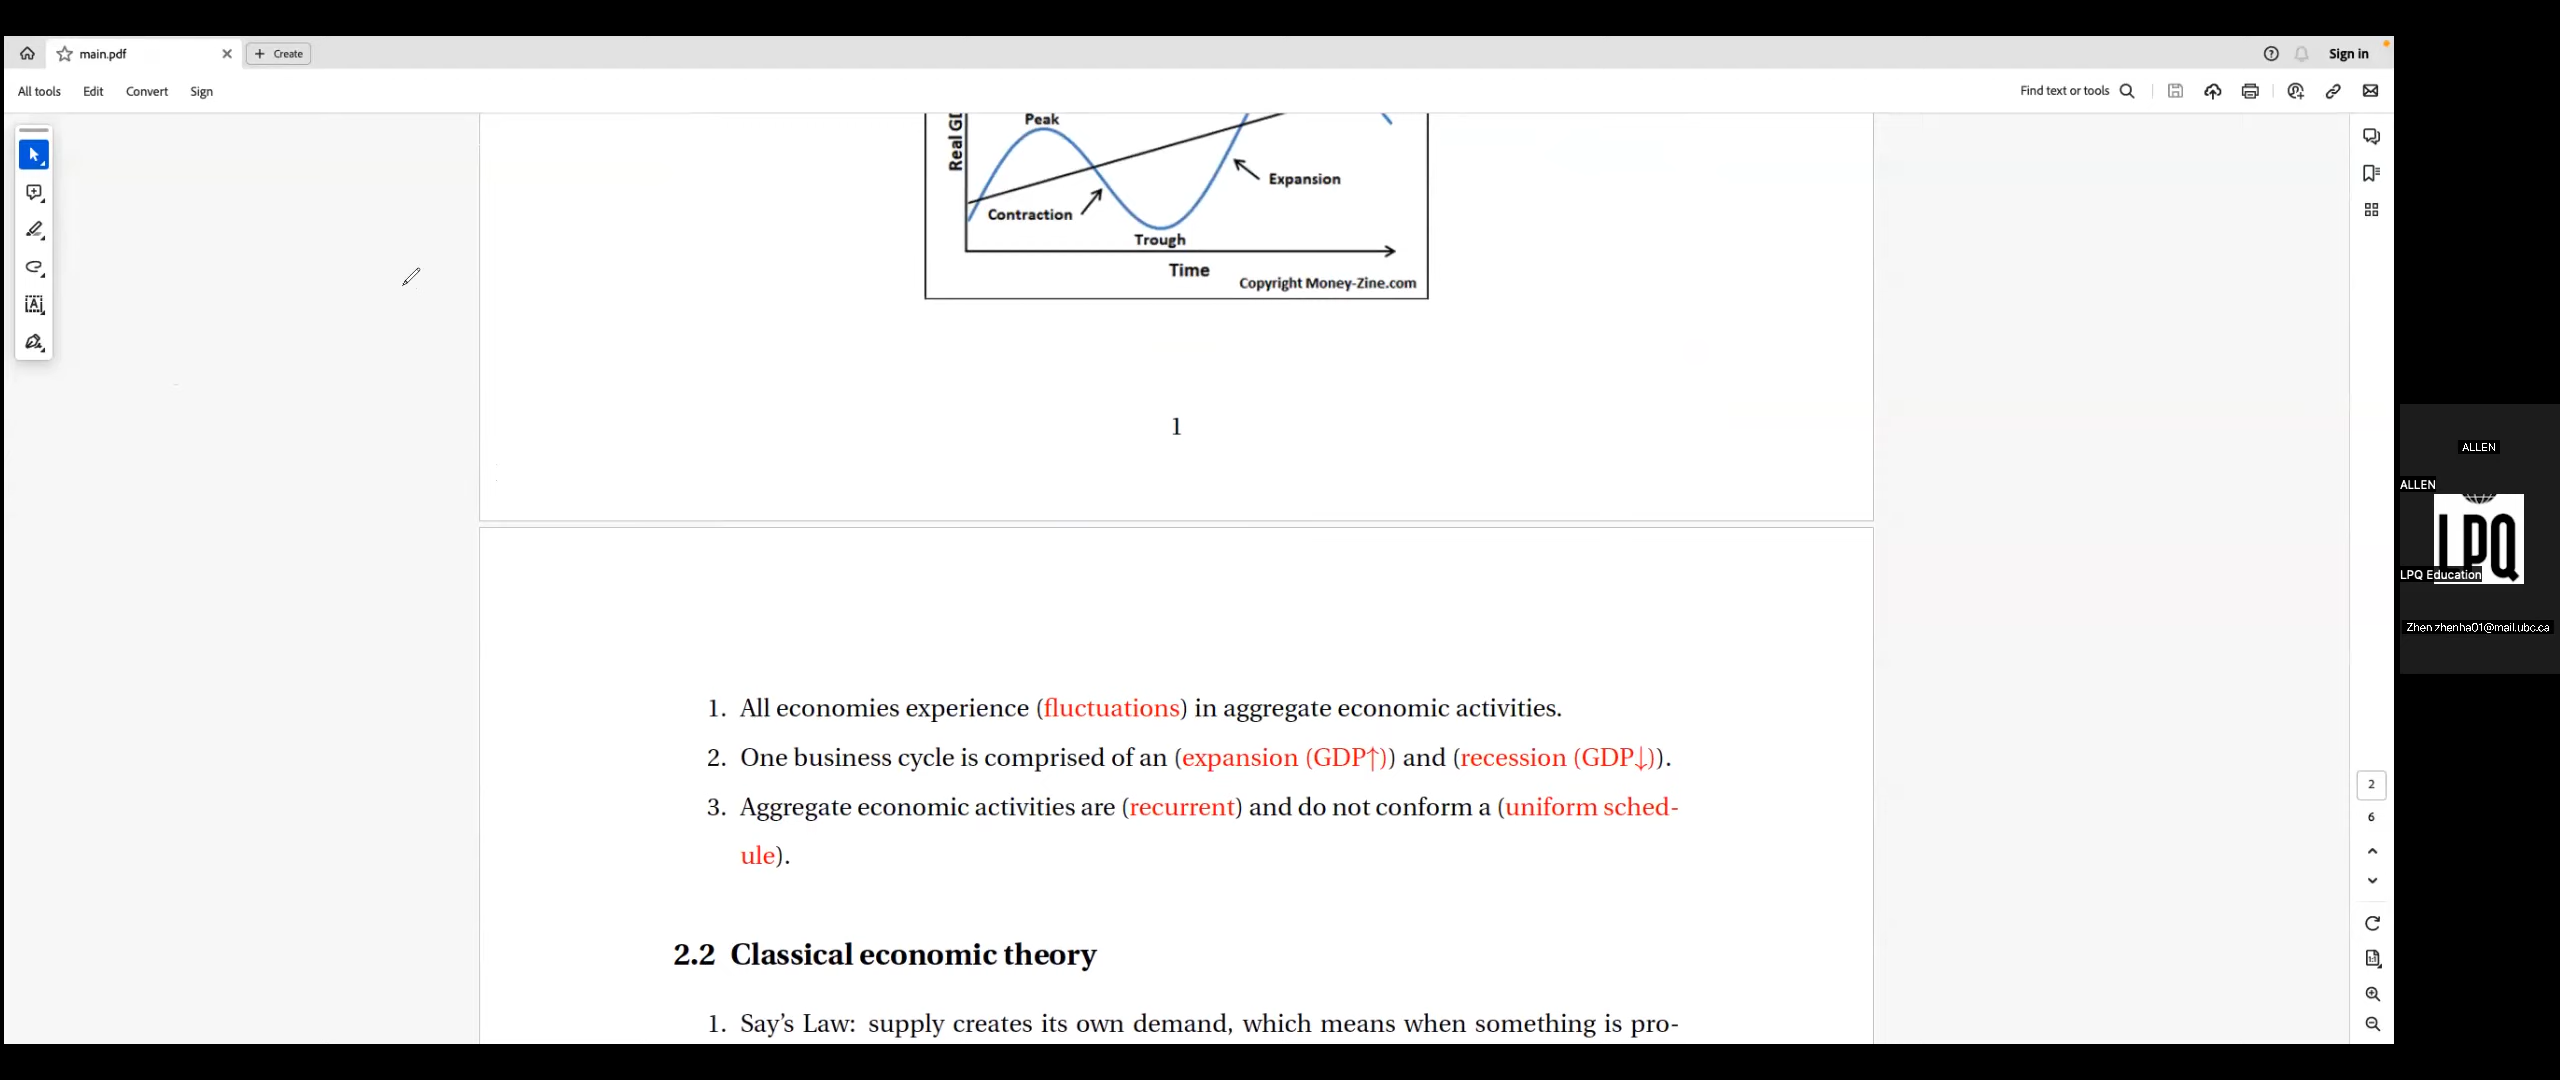 main.pdf
Create
Sign in
All tools Edit Convert Sign
Find text or tools
Real GD
Peak
Expansion
Contraction
Trough
Time
Copyright Money-Zine.com
1
1. All economies experience (fluctuations) in aggregate economic activities.
2. One business cycle is comprised of an (expansion (GDP↑)) and (recession (GDP↓)).
3. Aggregate economic activities are (recurrent) and do not conform a (uniform sched-
ule).
2.2 Classical economic theory
1. Say's Law: supply creates its own demand, which means when something is pro-
2
6
ALLEN
ALLEN
LPQ
LPQ Education
Zhen zhenha01@mail.ubc.ca